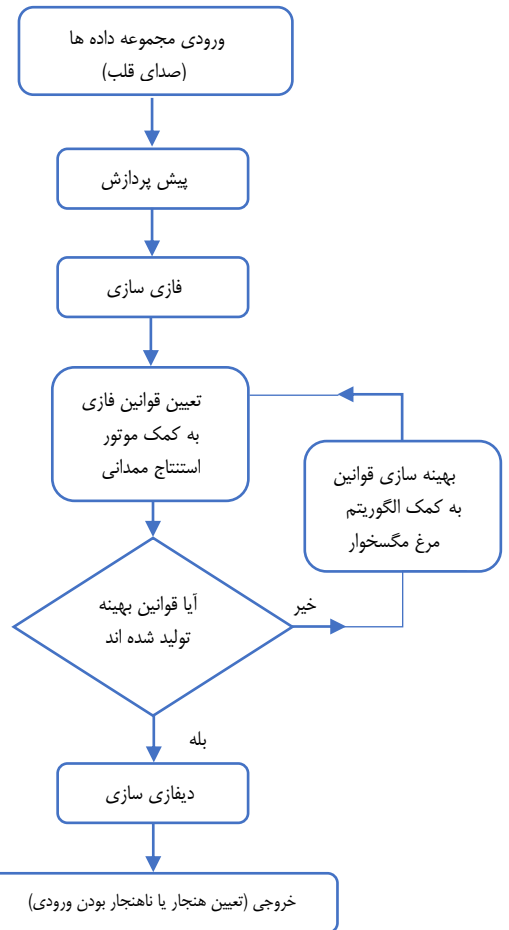 ورودی مجموعه داده ها
(صدای قلب)
پیش پردازش
فازی سازی
تعیین قوانین فازی
به کمک موتور
استنتاج ممدانی
بهینه سازی قوانین
به کمک الگوریتم
مرغ مگسخوار
آیا قوانین بهینه
تولید شده اند
خیر
بله
دیفازی سازی
خروجی (تعیین هنجار یا ناهنجار بودن ورودی)